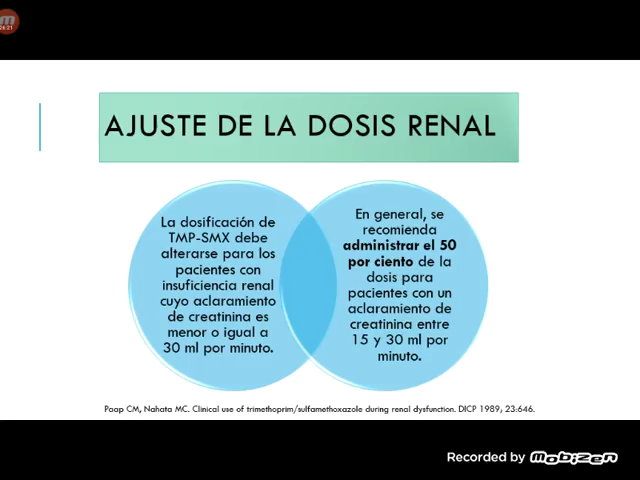 AJUSTE DE LA DOSIS RENAL
La dosificación de
TMP-SMX debe
alterarse para los
pacientes con
insuficiencia renal
cuyo aclaramiento
de creatinina es
menor o igual a
30 ml por minuto.
En general, se
recomienda
administrar el 50
por ciento de la
dosis para
pacientes con un
aclaramiento de
creatinina entre
15 y 30 ml por
minuto.
Paap CM, Nahata MC. Clinical use of trimethoprim/sulfamethoxazole during renal dysfunction. DICP 1989; 23:646.
Recorded by Mobizen